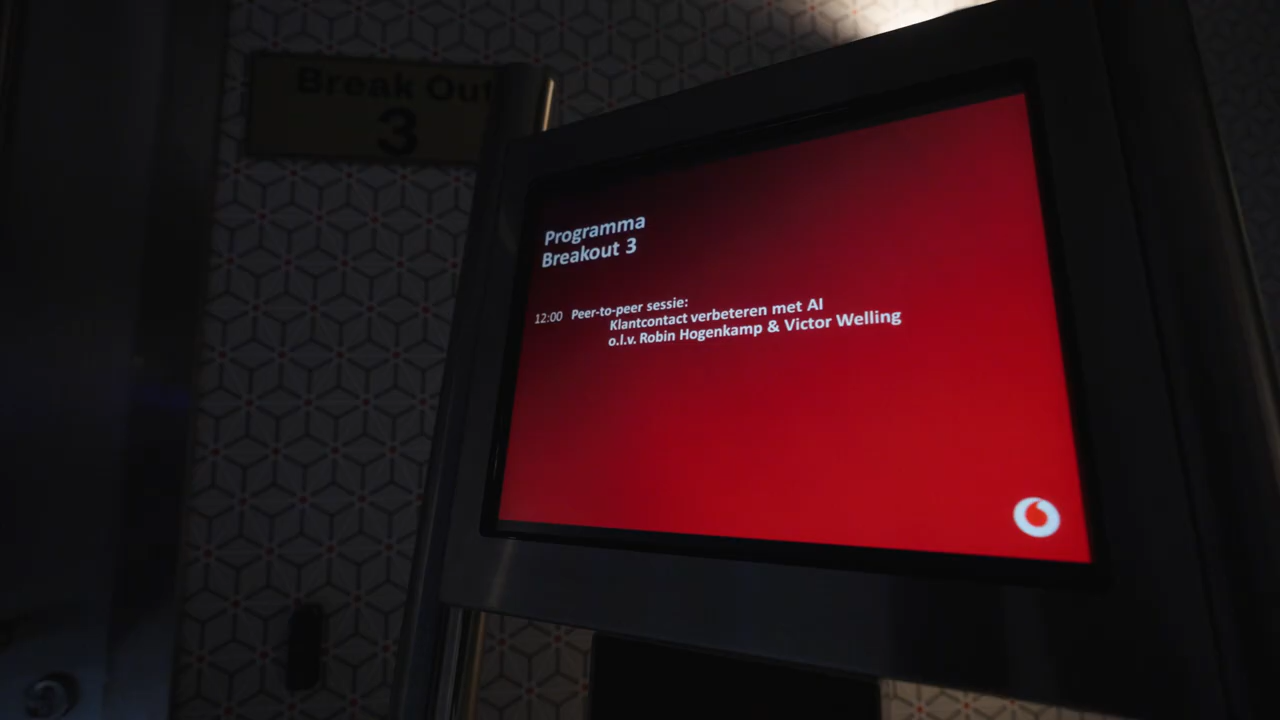 Break Out
3
Programma
Breakout 3
12:00 Peer-to-peer sessie:
Klantcontact verbeteren met AI
o.l.v. Robin Hogenkamp & Victor Welling